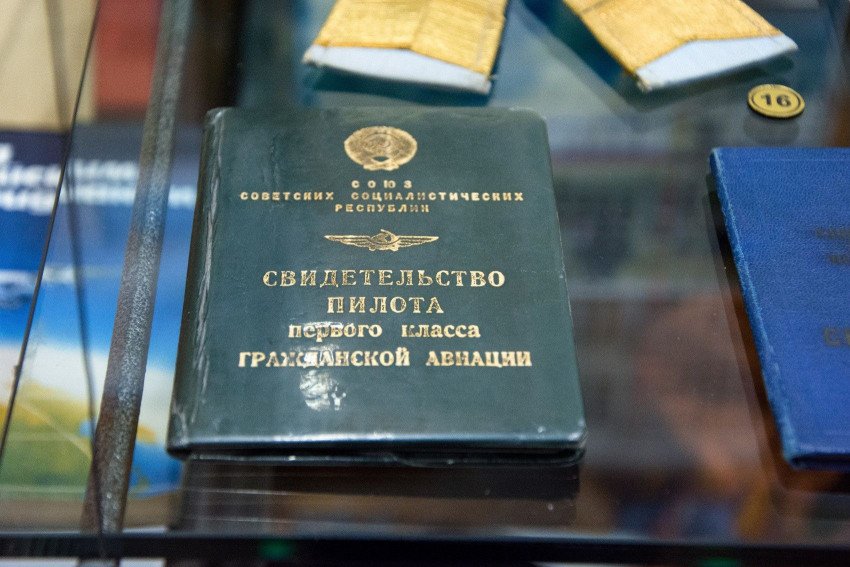 16
СОЮЗ
СОВЕТСКИХ СОЦИАЛИСТИЧЕСКИХ
РЕСПУБЛИК
СВИДЕТЕЛЬСТВО
ПИЛОТА
первого класса
ГРАЖДАНСКОЙ АВИАЦИИ